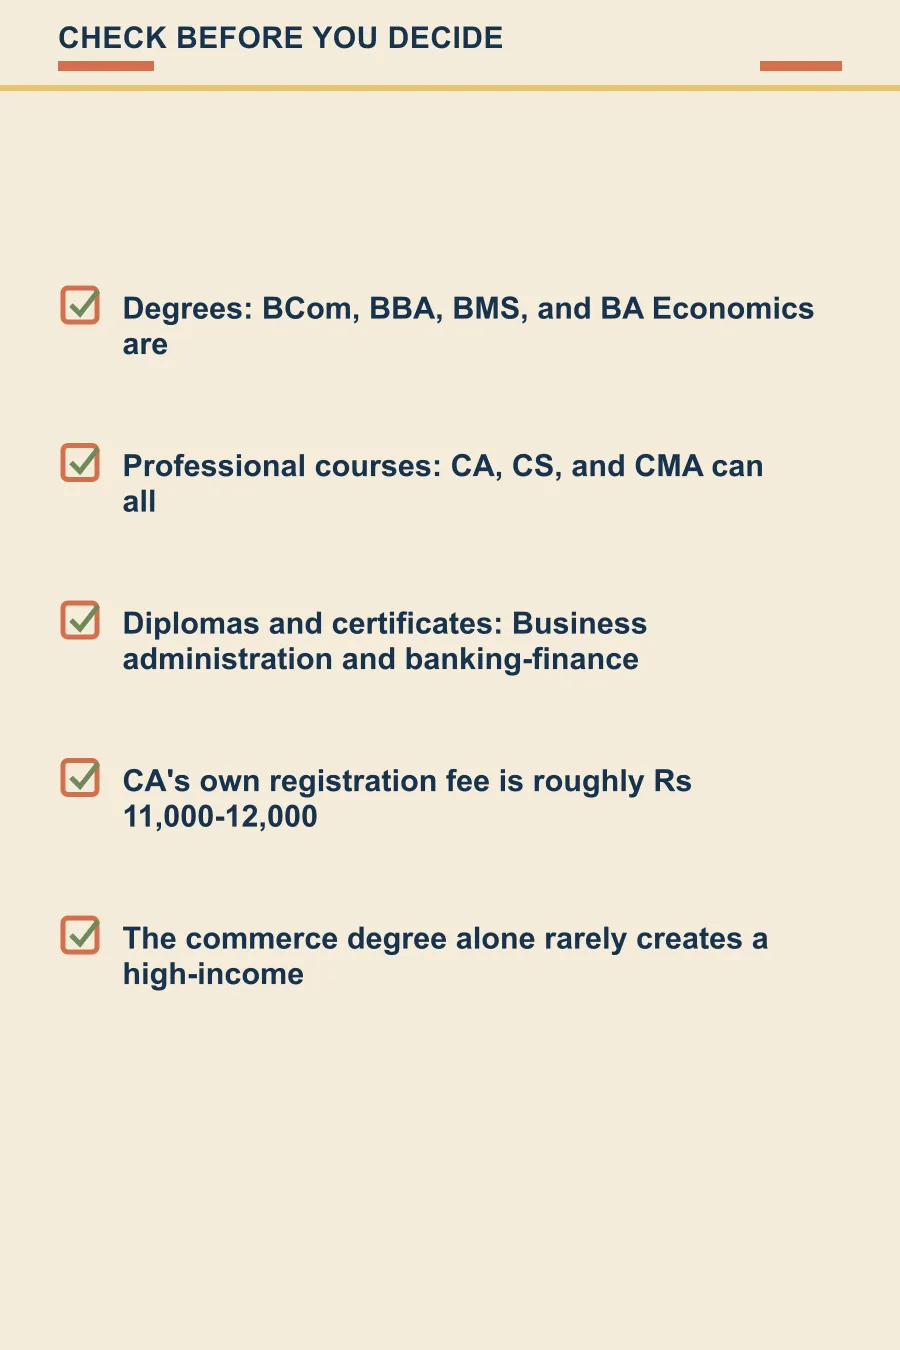 CHECK BEFORE YOU DECIDE
Degrees: BCom, BBA, BMS, and BA Economics
are
Professional courses: CA, CS, and CMA can
all
Diplomas and certificates: Business
administration and banking-finance
CA's own registration fee is roughly Rs
11,000-12,000
The commerce degree alone rarely creates a
high-income